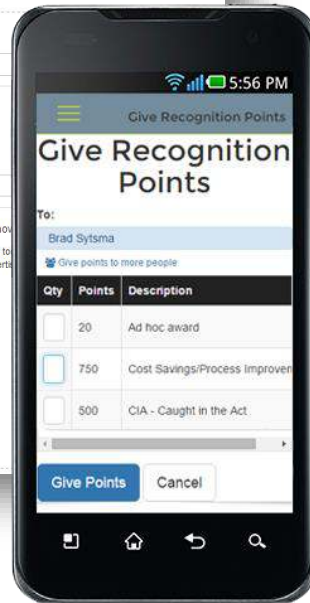 5:56 PM
Give Recognition Points
Give Recognition
Points
To:
Brad Sytsma
Give points to more people
Qty Points Description
20 Ad hoc award
750 Cost Savings/Process Improven
500 CIA - Caught in the Act
Give Points Cancel